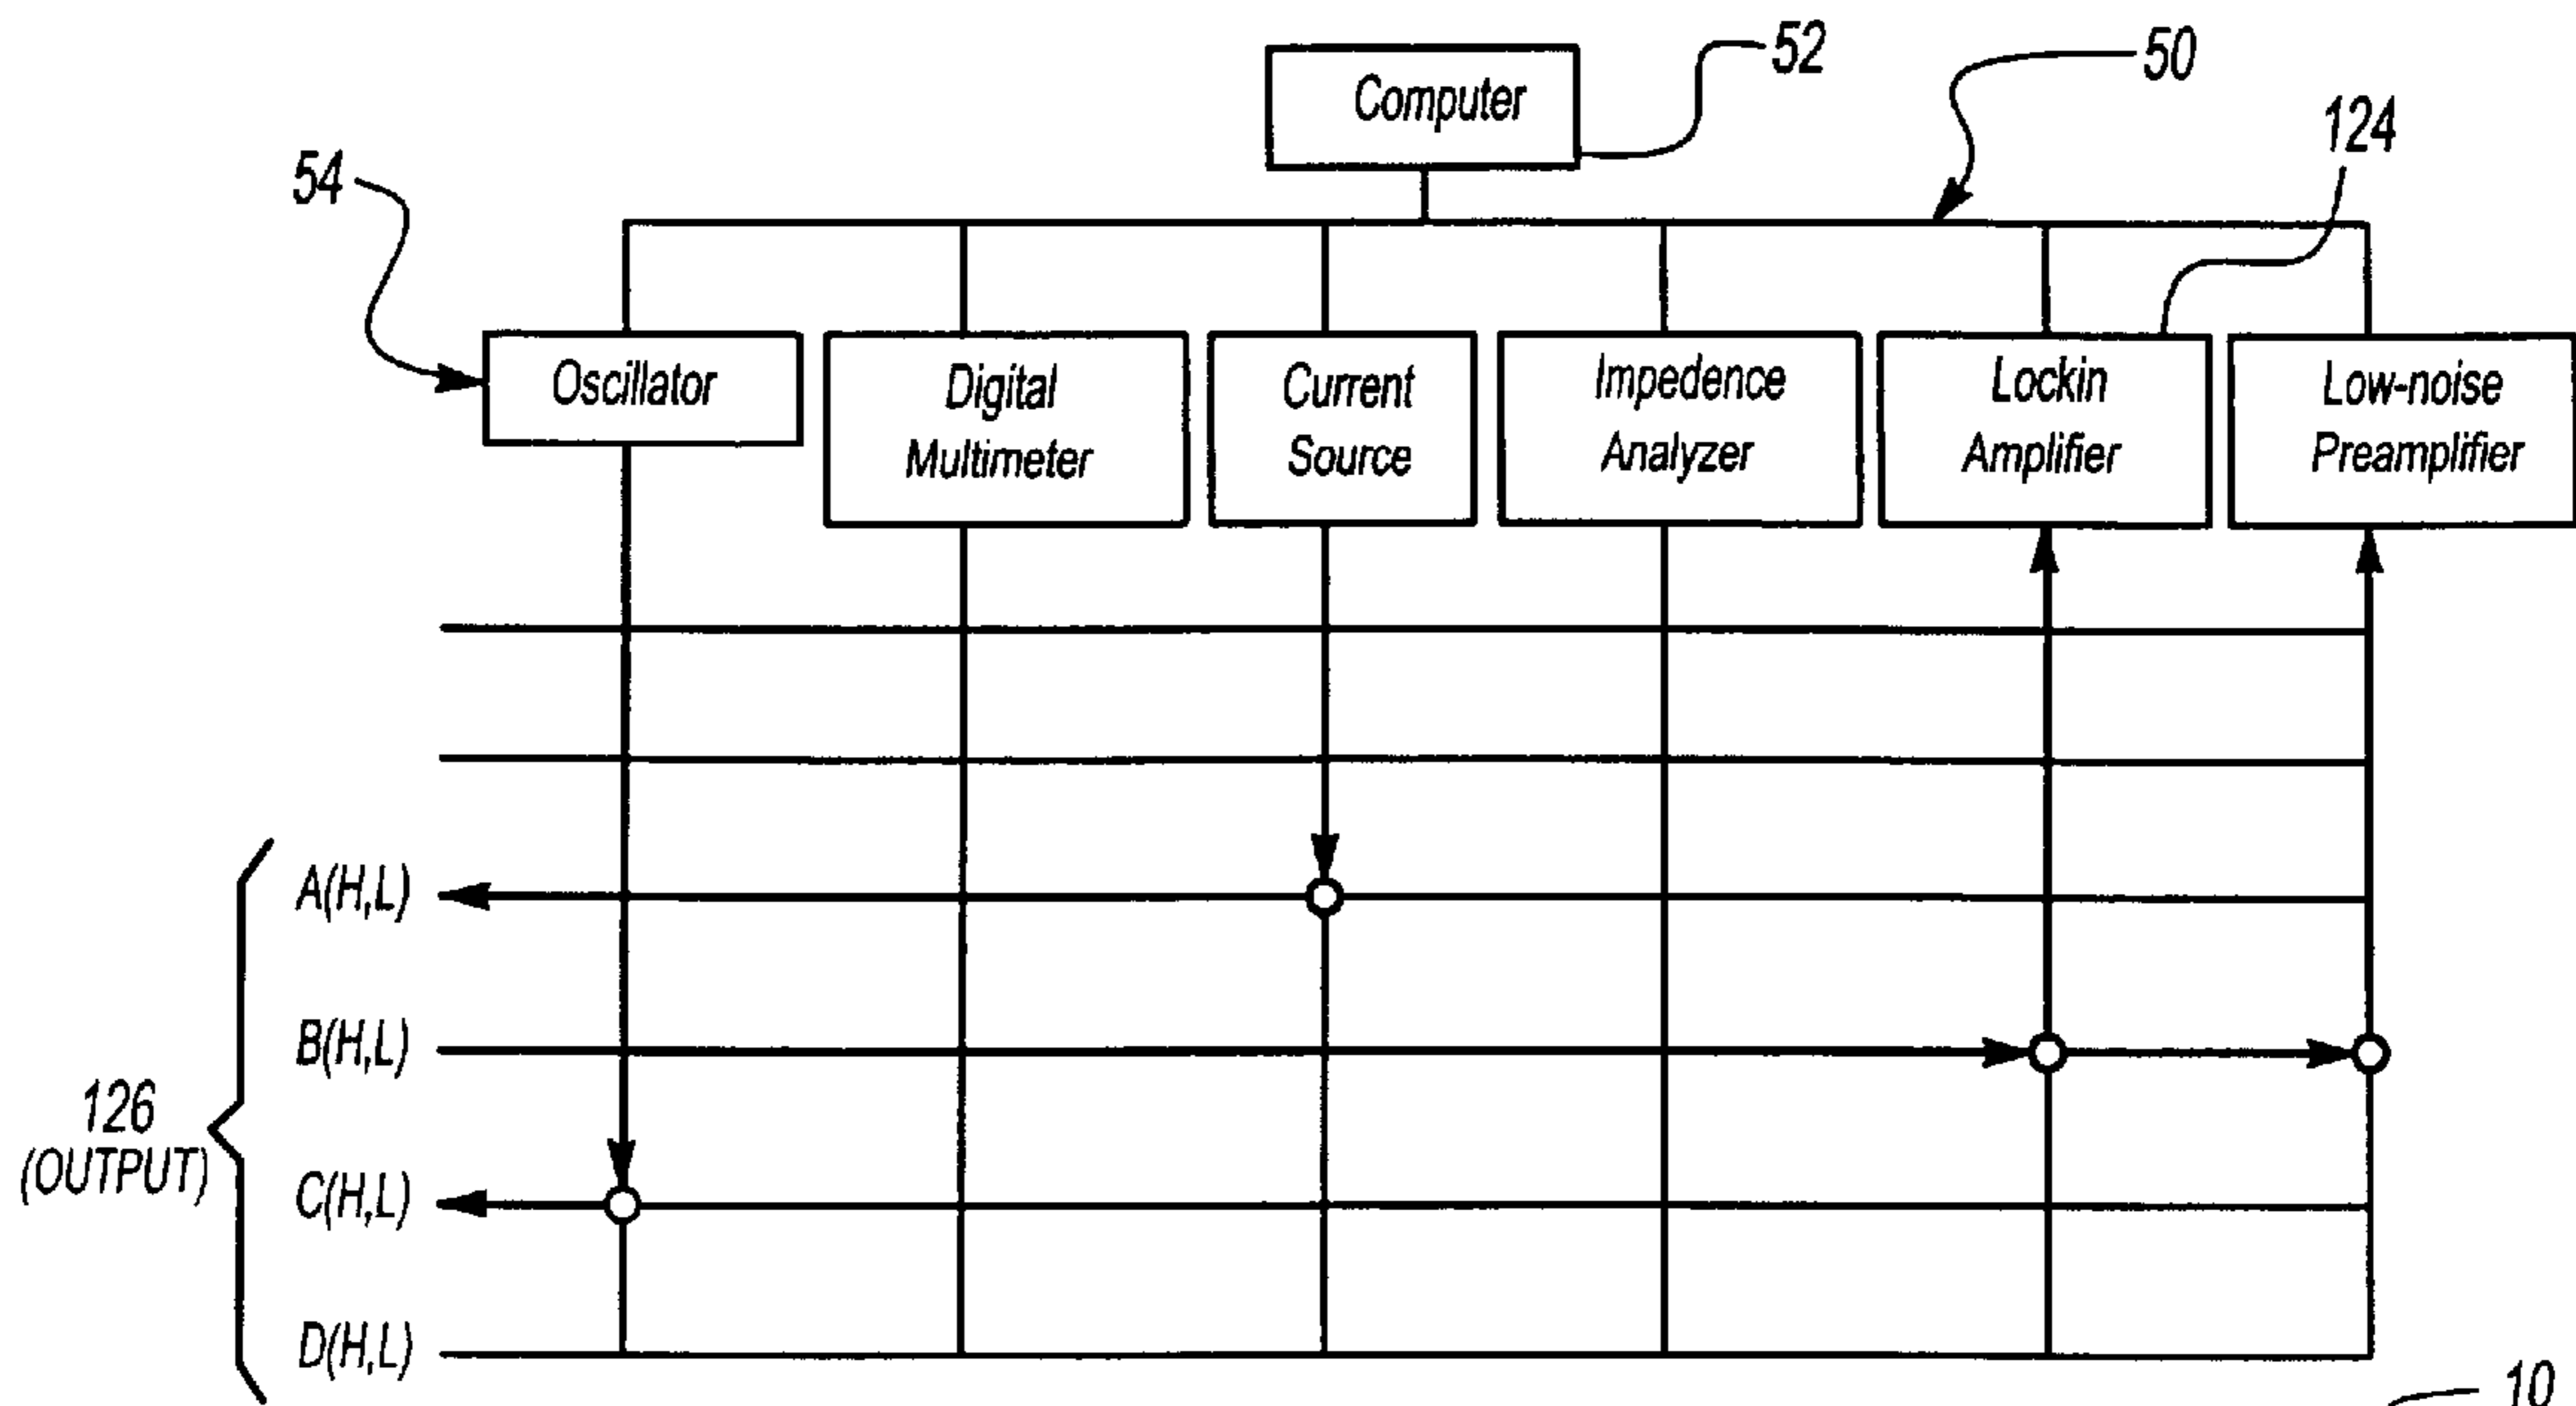 52
50
Computer
124
54
Oscillator
Digital
Multimeter
Current
Source
Impedence
Analyzer
Lockin
Amplifier
Low-noise
Preamplifier
A(H,L)
B(H,L)
126
(OUTPUT)
C(H,L)
D(H,L)
10